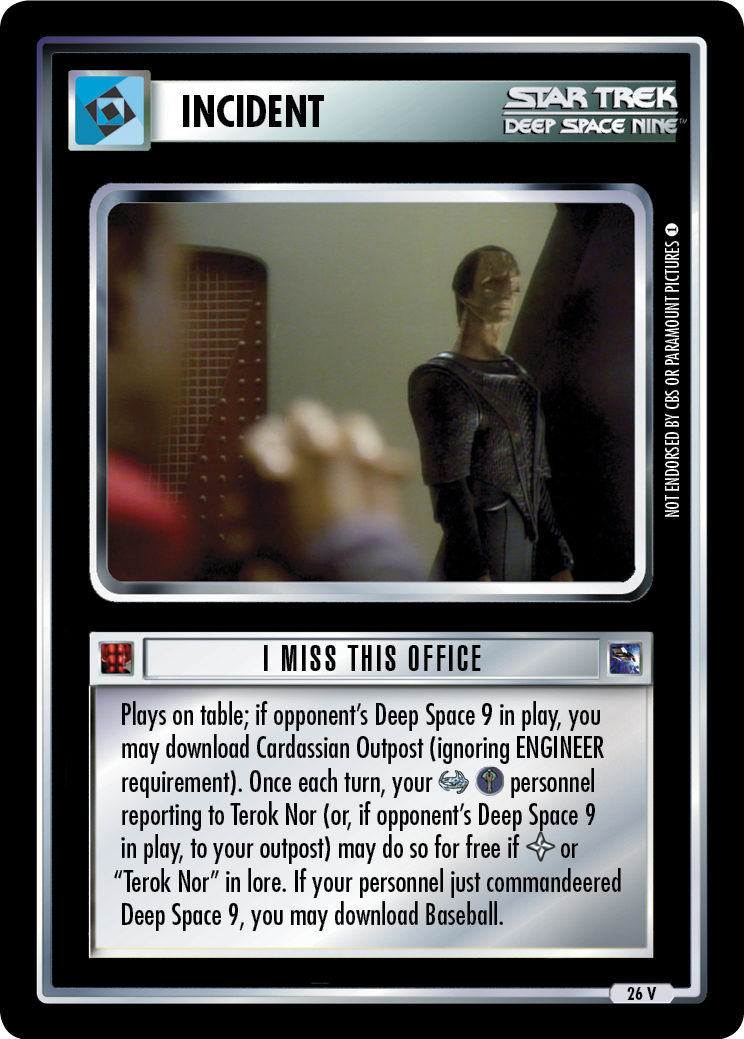 INCIDENT
STAR TREK
DEEP SPACE NINE™
NOT ENDORSED BY CBS OR PARAMOUNT PICTURES 1
I MISS THIS OFFICE
Plays on table; if opponent's Deep Space 9 in play, you
may download Cardassian Outpost (ignoring ENGINEER
requirement). Once each turn, your personnel
reporting to Terok Nor (or, if opponent's Deep Space 9
in play, to your outpost) may do so for free if or
“Terok Nor” in lore. If your personnel just commandeered
Deep Space 9, you may download Baseball.
26 V